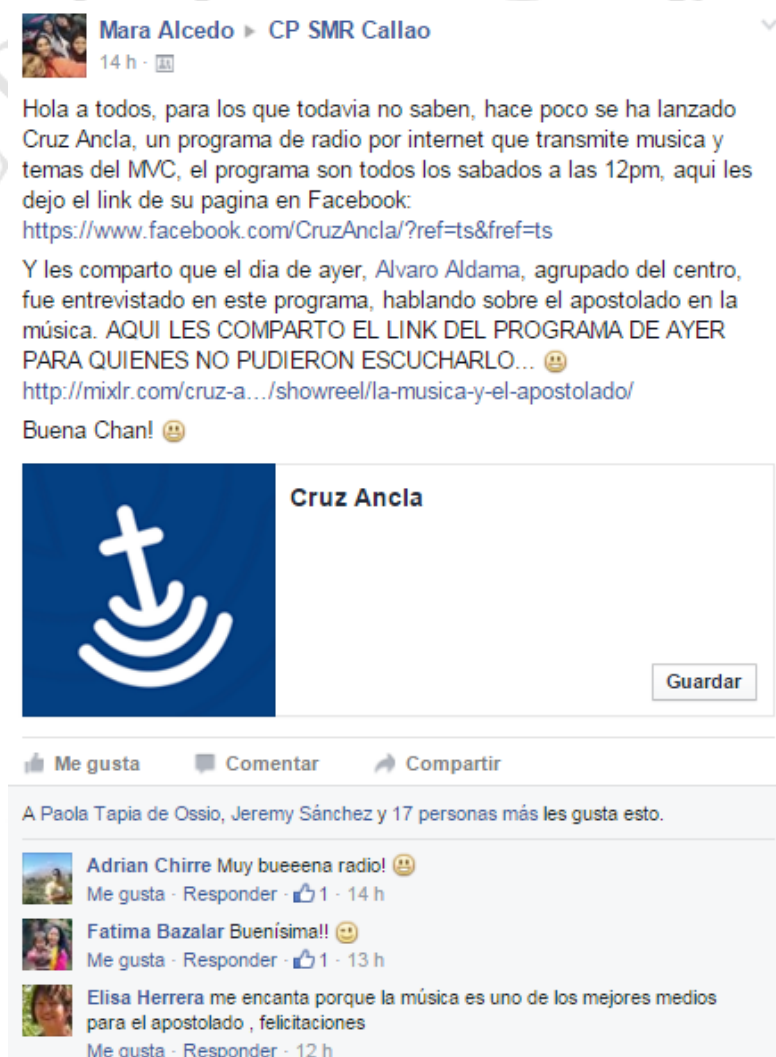 Mara Alcedo ▸ CP SMR Callao
14 h ·
Hola a todos, para los que todavia no saben, hace poco se ha lanzado
Cruz Ancla, un programa de radio por internet que transmite musica y
temas del MVC, el programa son todos los sabados a las 12pm, aqui les
dejo el link de su pagina en Facebook:
https://www.facebook.com/CruzAncla/?ref=ts&fref=ts
Y les comparto que el dia de ayer, Alvaro Aldama, agrupado del centro,
fue entrevistado en este programa, hablando sobre el apostolado en la
música. AQUI LES COMPARTO EL LINK DEL PROGRAMA DE AYER
PARA QUIENES NO PUDIERON ESCUCHARLO... 😃
http://mixlr.com/cruz-a…/showreel/la-musica-y-el-apostolado/
Buena Chan! 😃
Cruz Ancla
Guardar
Me gusta Comentar Compartir
A Paola Tapia de Ossio, Jeremy Sánchez y 17 personas más les gusta esto.
Adrian Chirre Muy bueeena radio! 😃
Me gusta · Responder · 1 · 14 h
Fatima Bazalar Buenísima!! 😉
Me gusta · Responder · 1 · 13 h
Elisa Herrera me encanta porque la música es uno de los mejores medios
para el apostolado , felicitaciones
Me gusta · Responder · 12 h